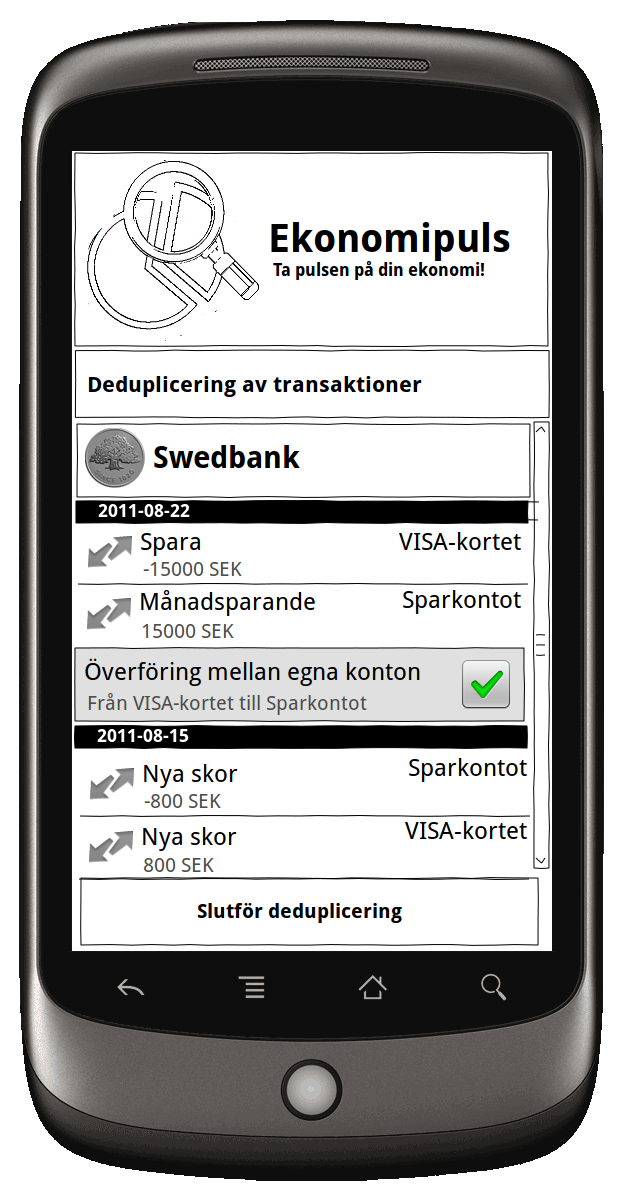 Ekonomipuls
Ta pulsen på din ekonomi!
Deduplicering av transaktioner
Swedbank
2011-08-22
Spara VISA-kortet
-15000 SEK
Månadsparande Sparkontot
15000 SEK
Överföring mellan egna konton
Från VISA-kortet till Sparkontot
2011-08-15
Nya skor Sparkontot
-800 SEK
Nya skor VISA-kortet
800 SEK
Slutför deduplicering